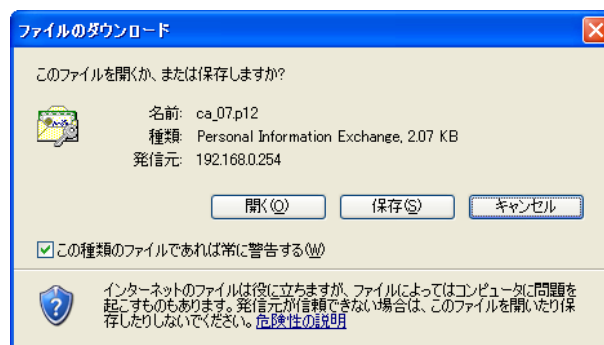 ファイルのダウンロード
このファイルを開くか、または保存しますか?
名前: ca_07.p12
種類: Personal Information Exchange, 2.07 KB
発信元: 192.168.0.254
開く(O) 保存(S) キャンセル
この種類のファイルであれば常に警告する(W)
インターネットのファイルは役に立ちますが、ファイルによってはコンピュータに問題を
起こすものもあります。発信元が信頼できない場合は、このファイルを開いたり保
存したりしないでください。危険性の説明